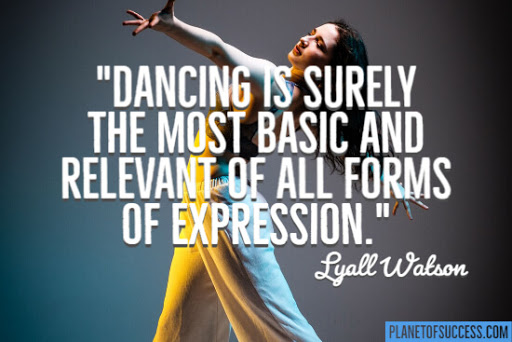 "DANCING IS SURELY
THE MOST BASIC AND
RELEVANT OF ALL FORMS
OF EXPRESSION."
Lyall Watson
PLANETOFSUCCESS.COM